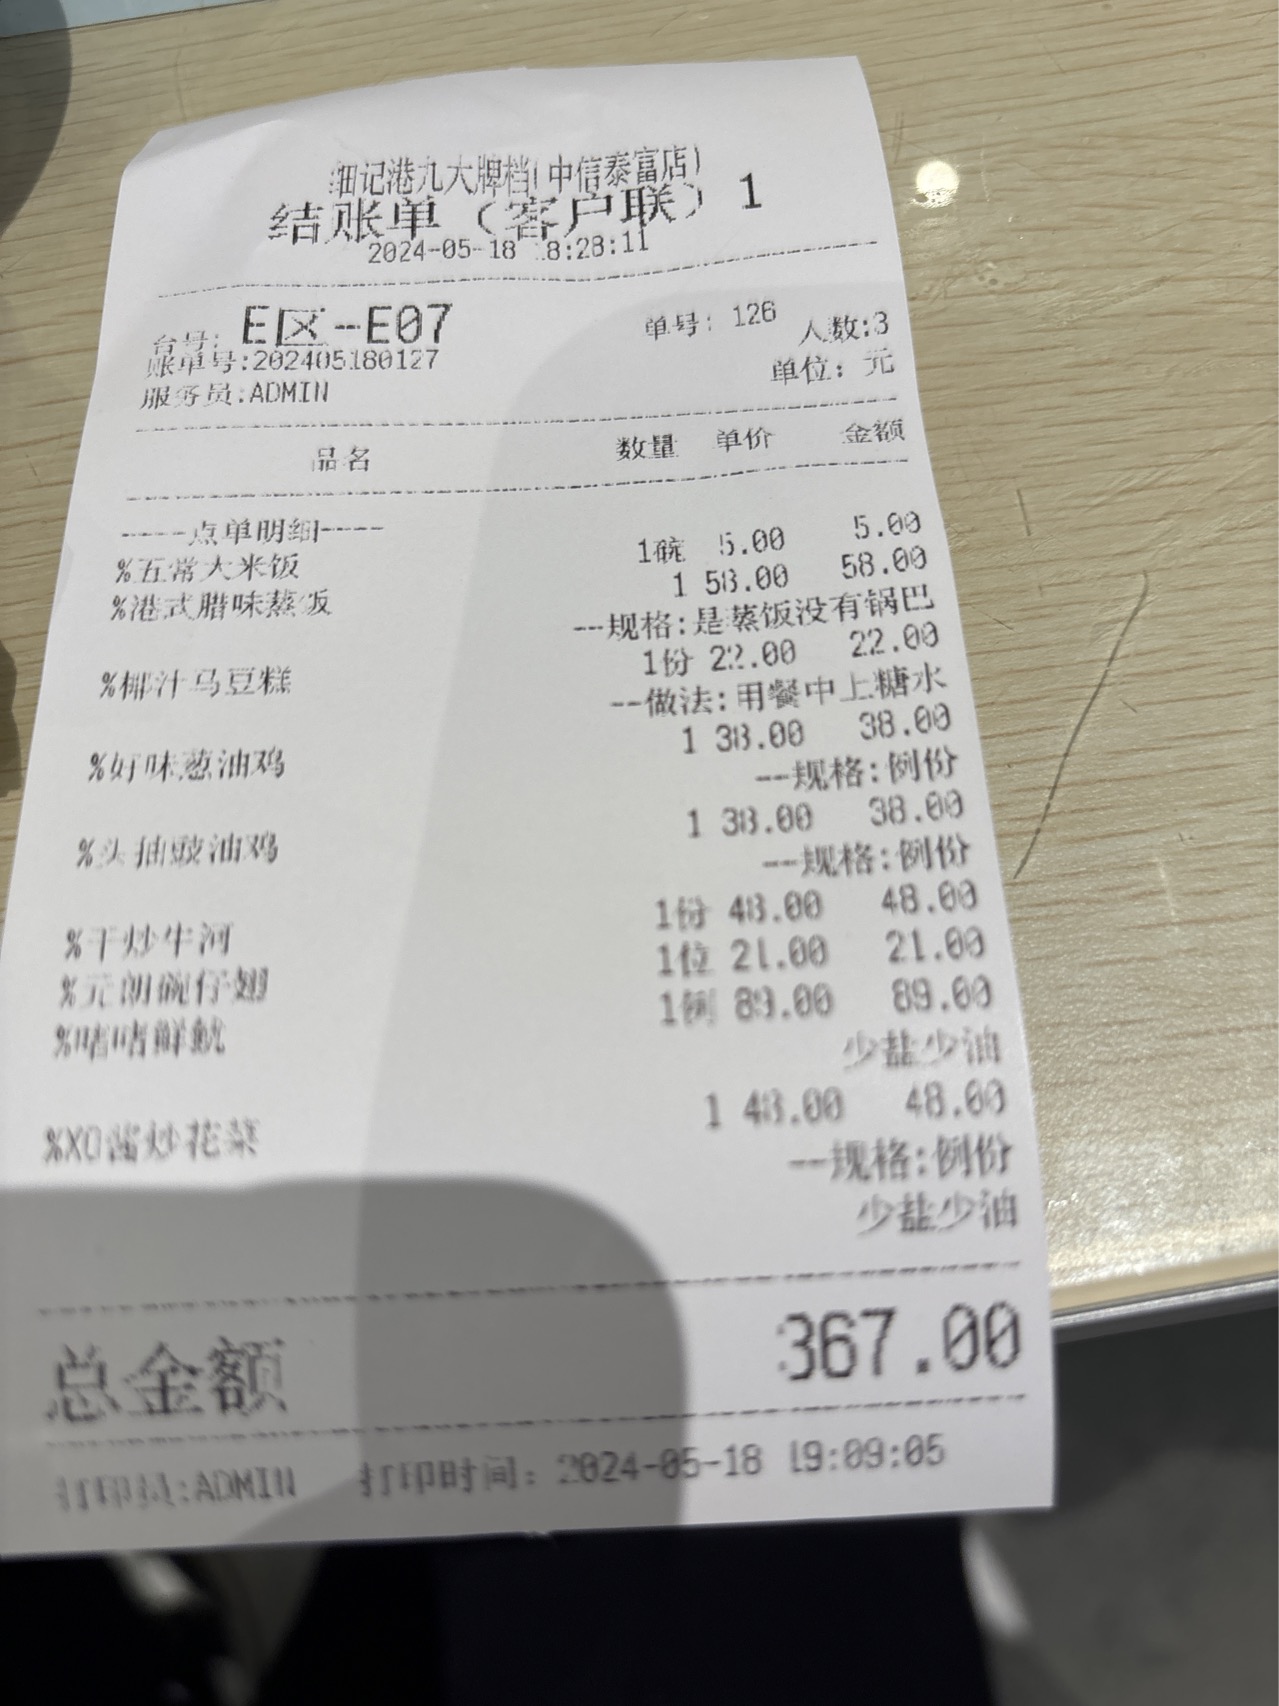 细记港九大牌档(中信泰富店)
结账单（客户联）1
2024-05-18 18:28:11
台号: E区-E07 单号: 126 人数:3
账单号:202405180127 单位: 元
服务员:ADMIN
品名 数量 单价 金额
-----点单明细----
%五常大米饭 1碗 5.00 5.00
%港式腊味蒸饭 1 58.00 58.00
--规格:是蒸饭没有锅巴
%椰汁马豆糕 1份 22.00 22.00
--做法:用餐中上糖水
%好味葱油鸡 1 38.00 38.00
--规格:例份
%头抽豉油鸡 1 38.00 38.00
--规格:例份
%干炒牛河 1份 48.00 48.00
%元朗碗仔翅 1位 21.00 21.00
%啫啫鲜鱿 1例 89.00 89.00
少盐少油
%XO酱炒花菜 1 48.00 48.00
--规格:例份
少盐少油
总金额 367.00
打印员:ADMIN 打印时间: 2024-05-18 19:09:05